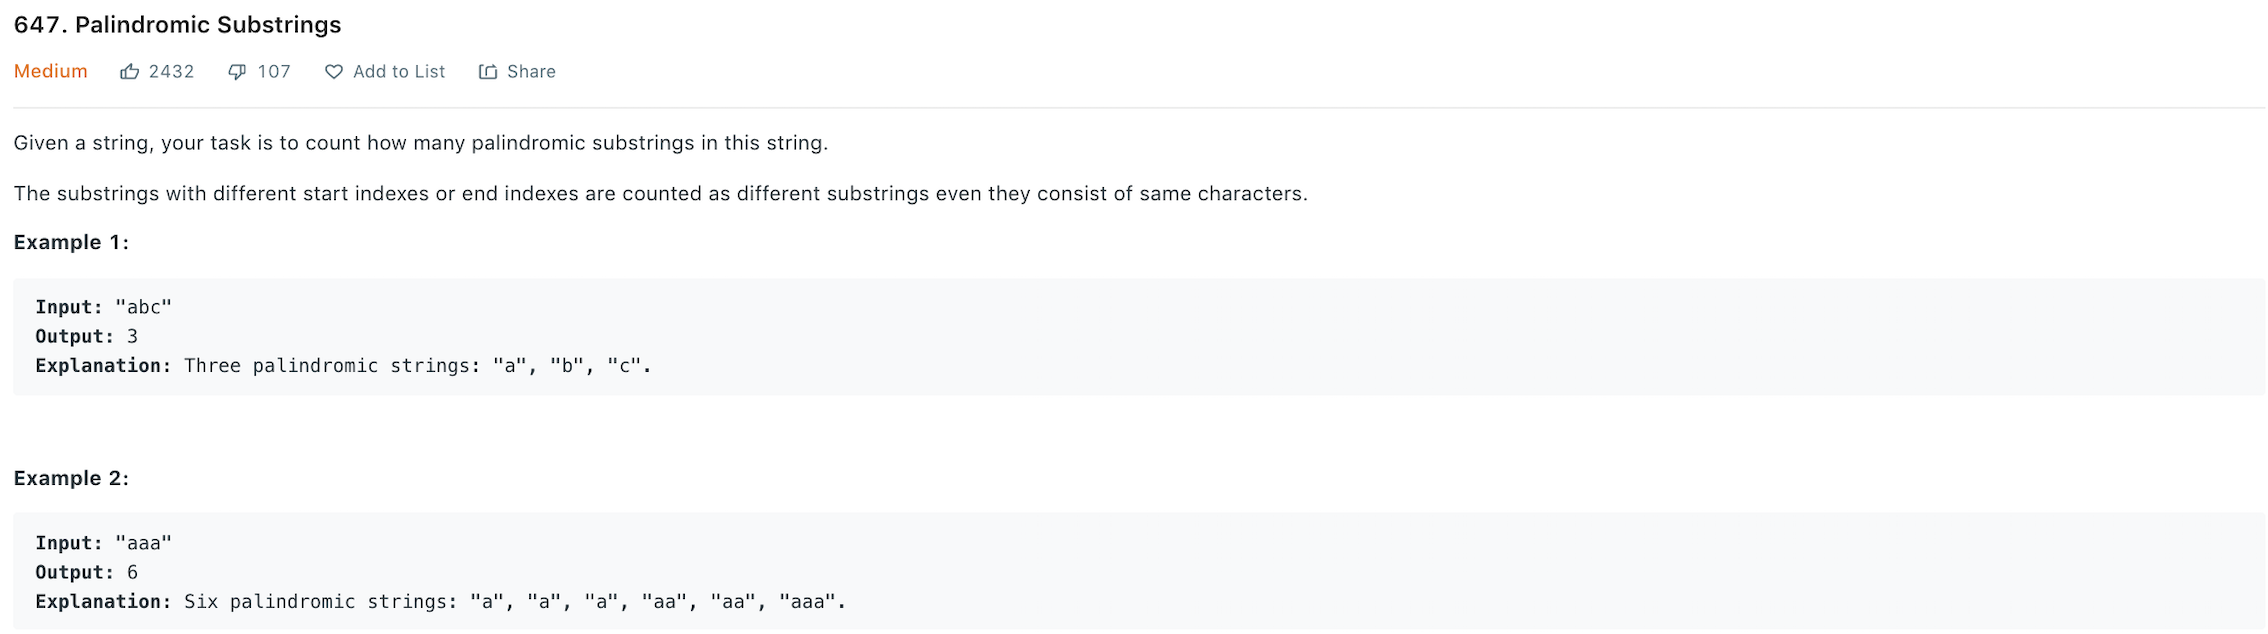 647. Palindromic Substrings
Medium 2432 107 Add to List Share
Given a string, your task is to count how many palindromic substrings in this string.
The substrings with different start indexes or end indexes are counted as different substrings even they consist of same characters.
Example 1:
Input: "abc"
Output: 3
Explanation: Three palindromic strings: "a", "b", "c".
Example 2:
Input: "aaa"
Output: 6
Explanation: Six palindromic strings: "a", "a", "a", "aa", "aa", "aaa".